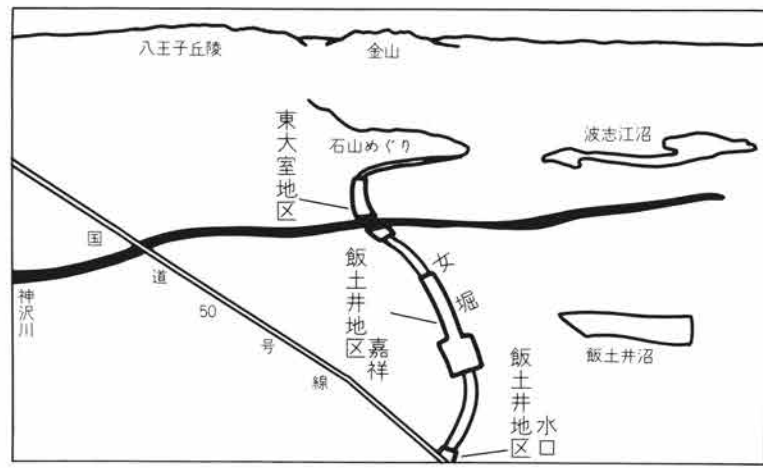 八王子丘陵
金山
東大室地区
石山めぐり
波志江沼
国道50号線
神沢川
女堀
飯土井地区
嘉祥
飯土井沼
飯土井地区
水口